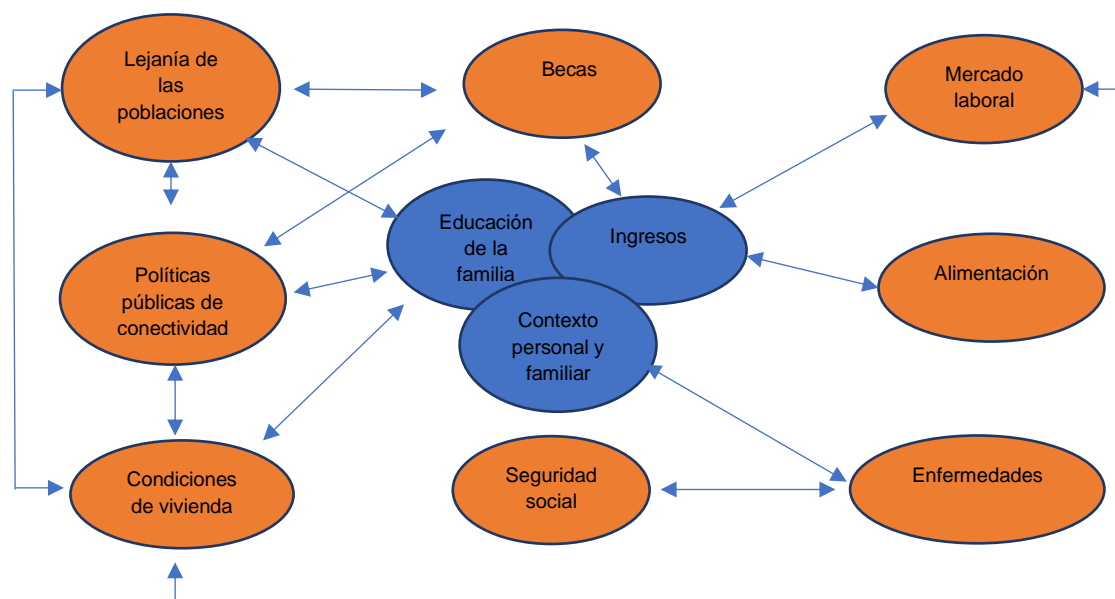 Lejanía de
las
poblaciones
Becas
Mercado
laboral
Educación
de la
familia
Ingresos
Políticas
públicas de
conectividad
Alimentación
Contexto
personal y
familiar
Condiciones
de vivienda
Seguridad
social
Enfermedades